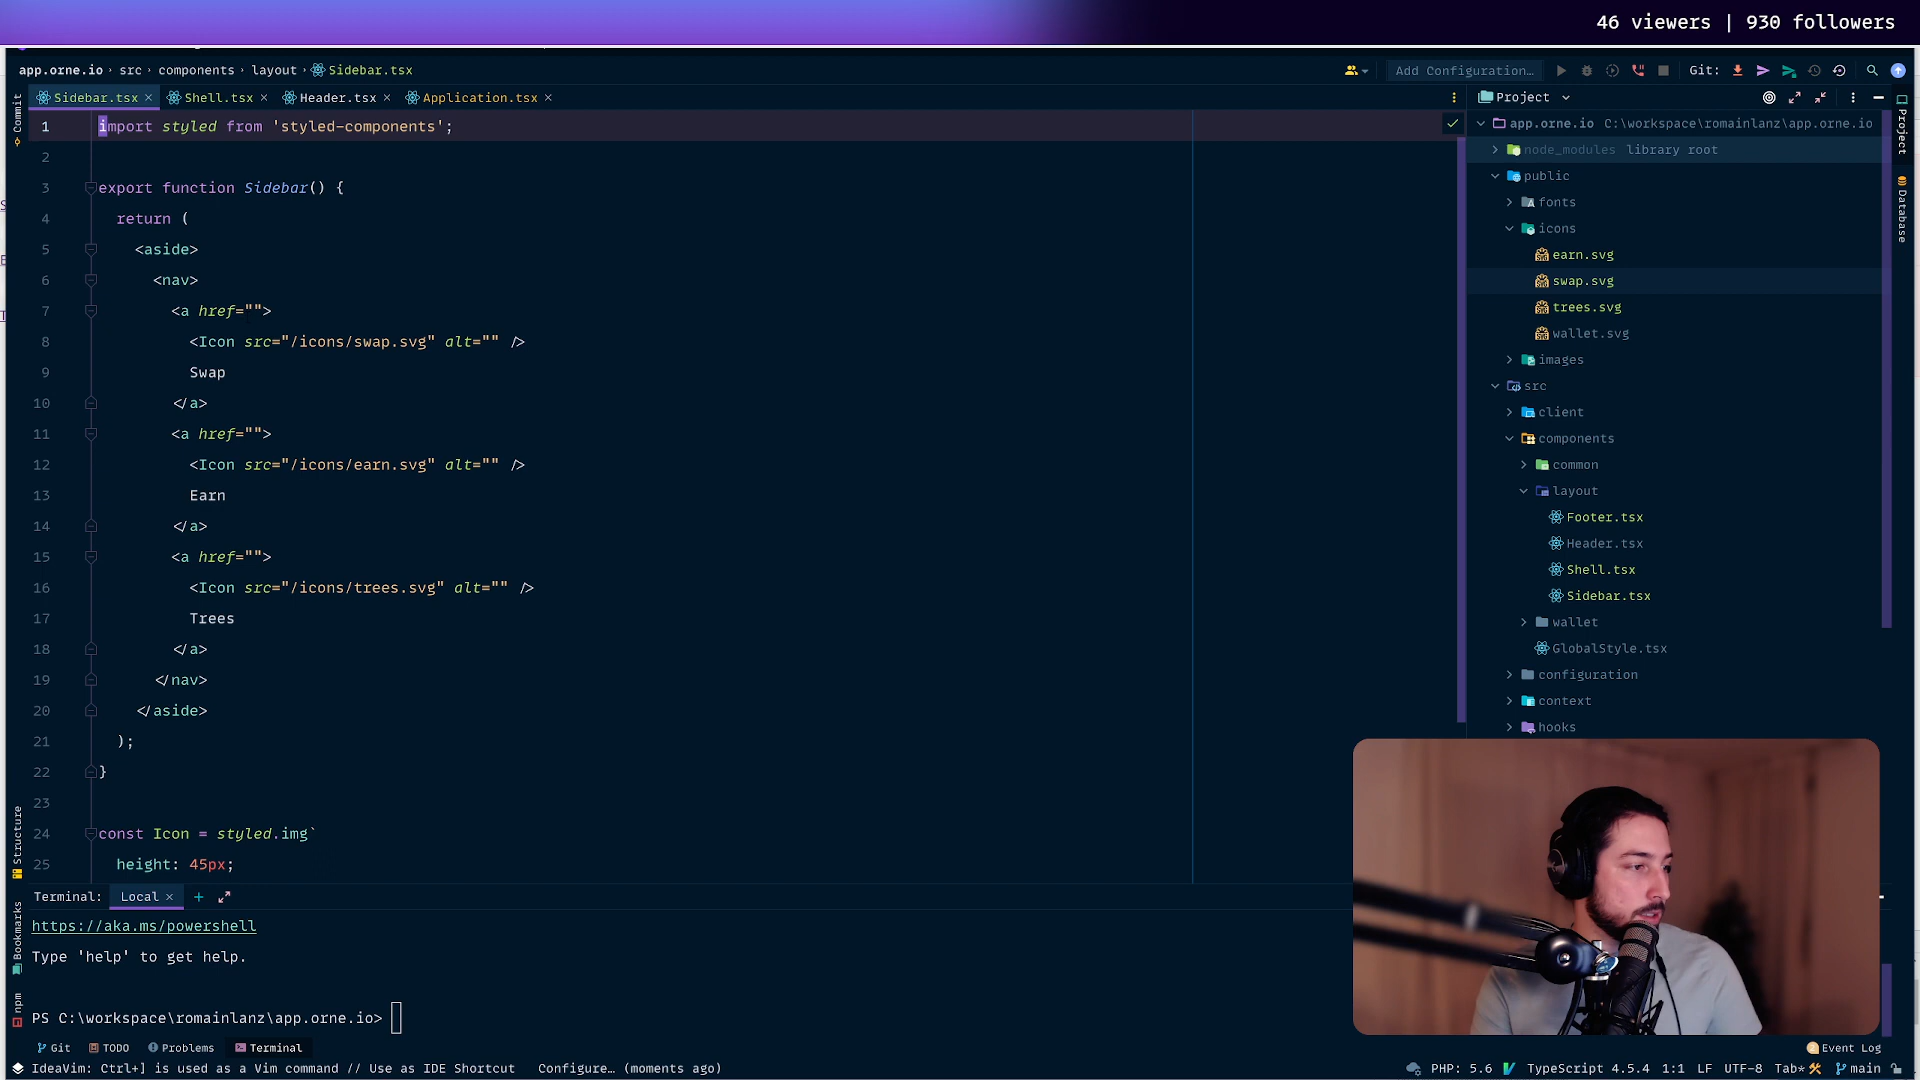 46 viewers | 930 followers
app.orne.io › src › components › layout › Sidebar.tsx
Add Configuration…
Git:
Sidebar.tsx
Shell.tsx
Header.tsx
Application.tsx
Project
Commit
Project
Database
Structure
Bookmarks
npm
1 import styled from 'styled-components';
2
3 export function Sidebar() {
4 return (
5 <aside>
6 <nav>
7 <a href="">
8 <Icon src="/icons/swap.svg" alt="" />
9 Swap
10 </a>
11 <a href="">
12 <Icon src="/icons/earn.svg" alt="" />
13 Earn
14 </a>
15 <a href="">
16 <Icon src="/icons/trees.svg" alt="" />
17 Trees
18 </a>
19 </nav>
20 </aside>
21 );
22 }
23
24 const Icon = styled.img`
25 height: 45px;
app.orne.io C:\workspace\romainlanz\app.orne.io
node_modules library root
public
fonts
icons
earn.svg
swap.svg
trees.svg
wallet.svg
images
src
client
components
common
layout
Footer.tsx
Header.tsx
Shell.tsx
Sidebar.tsx
wallet
GlobalStyle.tsx
configuration
context
hooks
Terminal: Local +
https://aka.ms/powershell
Type 'help' to get help.
PS C:\workspace\romainlanz\app.orne.io>
Git TODO Problems Terminal
Event Log
IdeaVim: Ctrl+] is used as a Vim command // Use as IDE Shortcut Configure… (moments ago)
PHP: 5.6 TypeScript 4.5.4 1:1 LF UTF-8 Tab* main